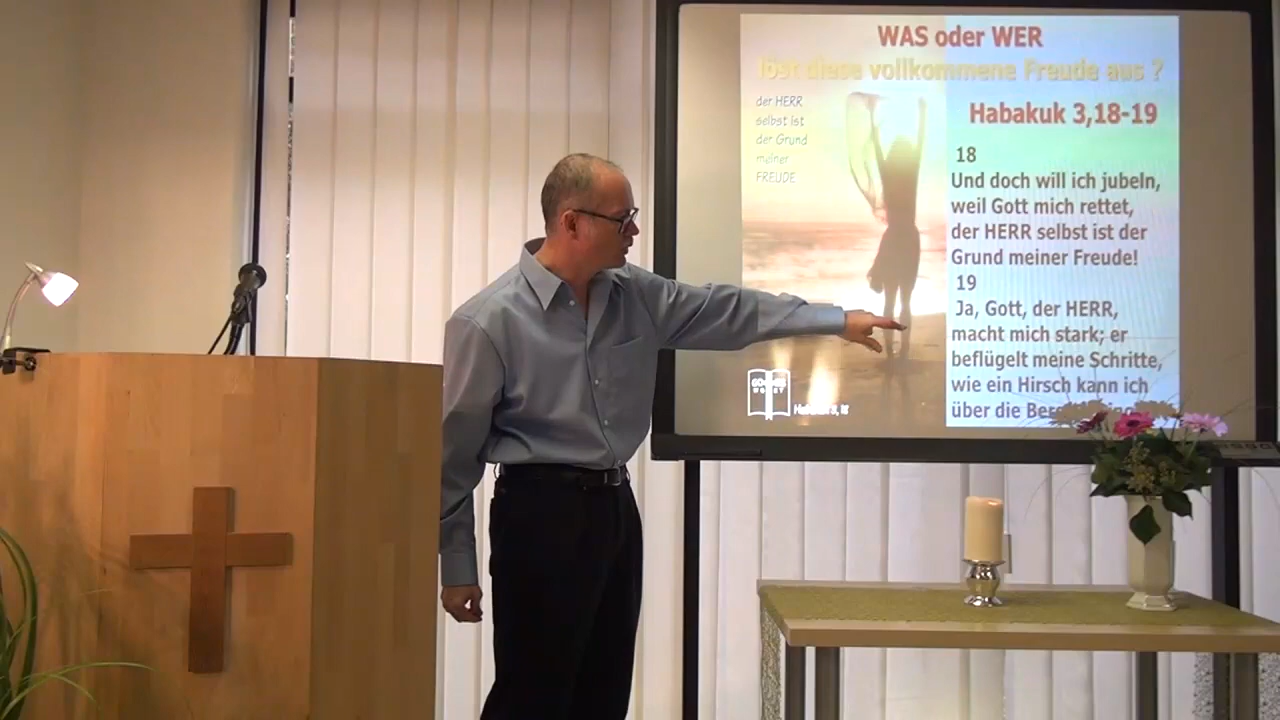 WAS oder WER
löst diese vollkommene Freude aus ?
der HERR
selbst ist
der Grund
meiner
FREUDE
Habakuk 3,18-19
18
Und doch will ich jubeln,
weil Gott mich rettet,
der HERR selbst ist der
Grund meiner Freude!
19
Ja, Gott, der HERR,
macht mich stark; er
beflügelt meine Schritte,
wie ein Hirsch kann ich
über die